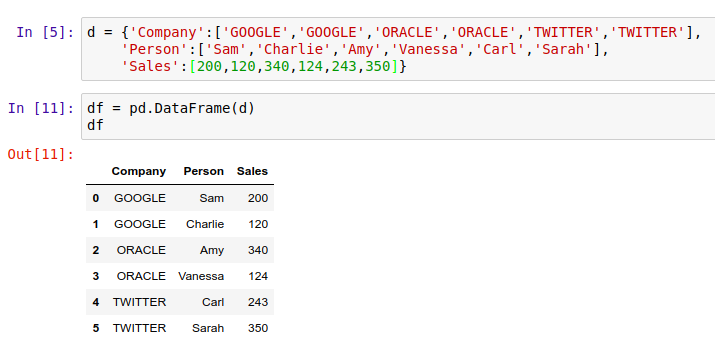 In [5]: d = {'Company':['GOOGLE','GOOGLE','ORACLE','ORACLE','TWITTER','TWITTER'],
'Person':['Sam','Charlie','Amy','Vanessa','Carl','Sarah'],
'Sales':[200,120,340,124,243,350]}
In [11]: df = pd.DataFrame(d)
df
Out[11]:
Company Person Sales
0 GOOGLE Sam 200
1 GOOGLE Charlie 120
2 ORACLE Amy 340
3 ORACLE Vanessa 124
4 TWITTER Carl 243
5 TWITTER Sarah 350